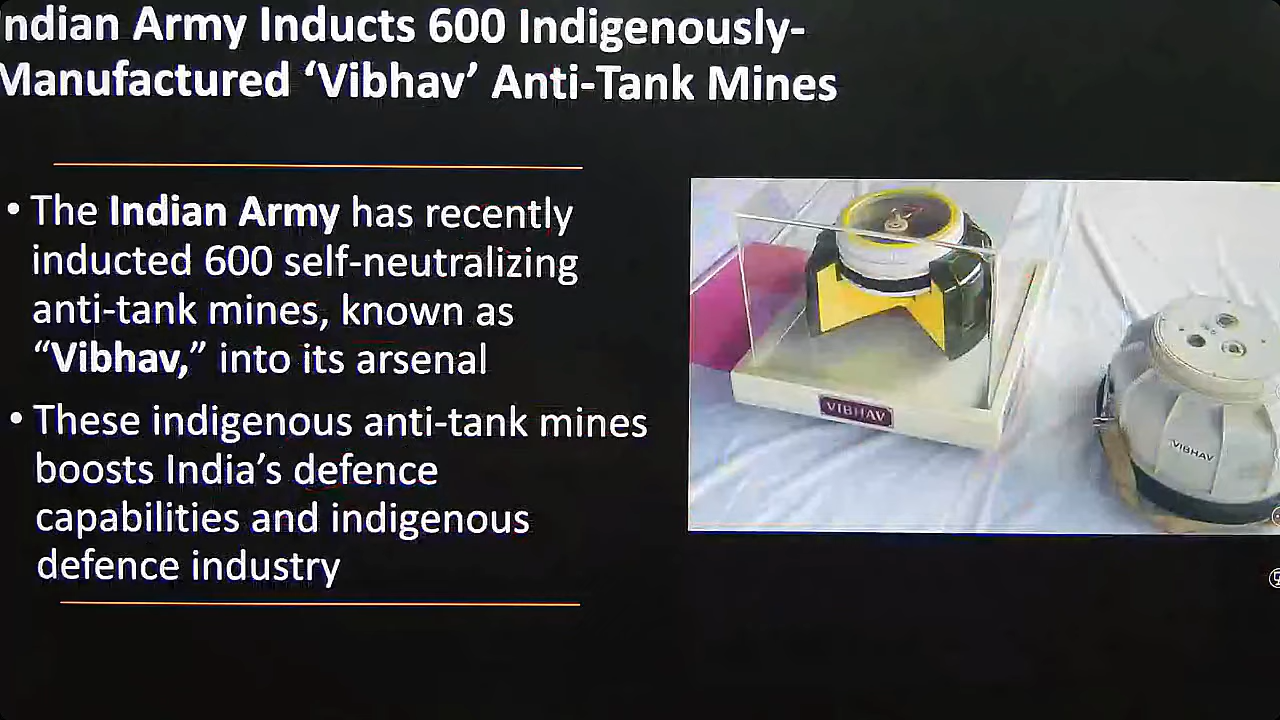 ndian Army Inducts 600 Indigenously-
Manufactured ‘Vibhav’ Anti-Tank Mines
• The Indian Army has recently
inducted 600 self-neutralizing
anti-tank mines, known as
“Vibhav,” into its arsenal
• These indigenous anti-tank mines
boosts India’s defence
capabilities and indigenous
defence industry
VIBHAV
VIBHAV